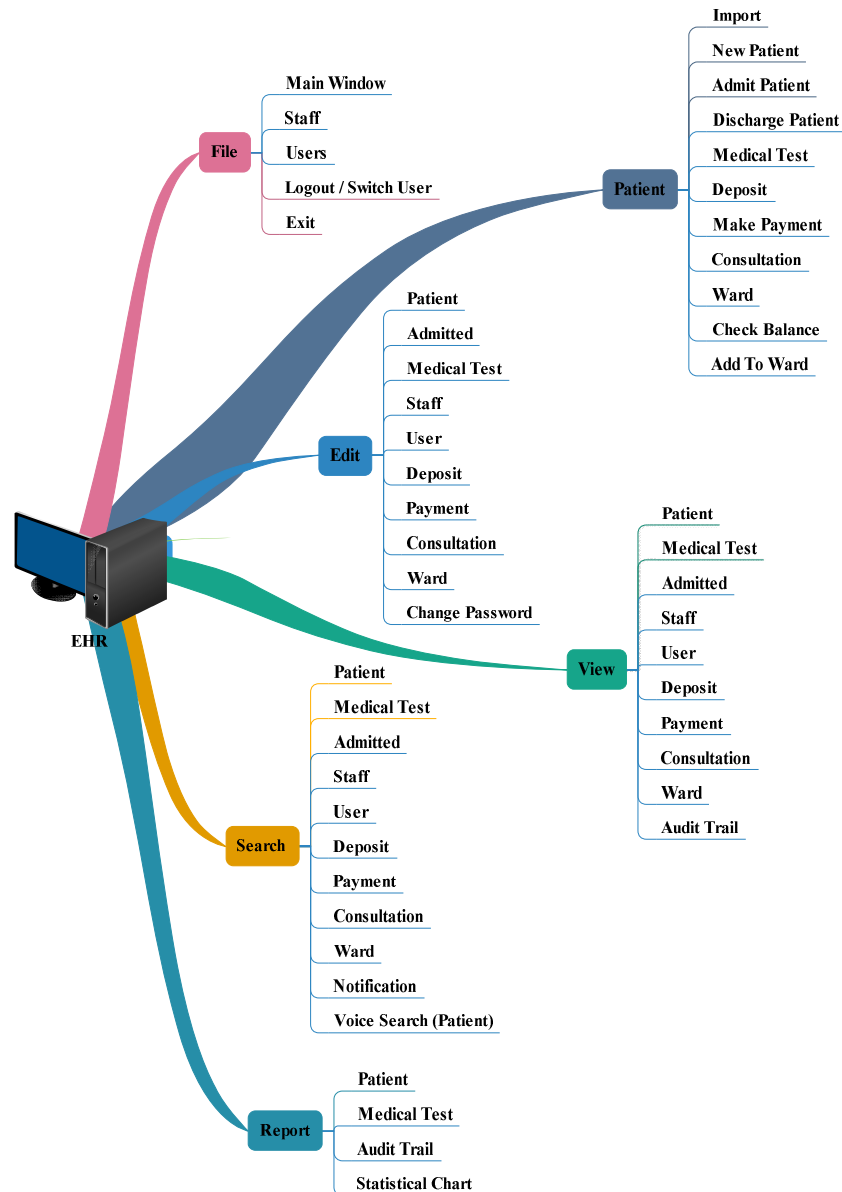 File
Main Window
Staff
Users
Logout / Switch User
Exit
Patient
Import
New Patient
Admit Patient
Discharge Patient
Medical Test
Deposit
Make Payment
Consultation
Ward
Check Balance
Add To Ward
Edit
Patient
Admitted
Medical Test
Staff
User
Deposit
Payment
Consultation
Ward
Change Password
EHR
View
Patient
Medical Test
Admitted
Staff
User
Deposit
Payment
Consultation
Ward
Audit Trail
Search
Patient
Medical Test
Admitted
Staff
User
Deposit
Payment
Consultation
Ward
Notification
Voice Search (Patient)
Report
Patient
Medical Test
Audit Trail
Statistical Chart